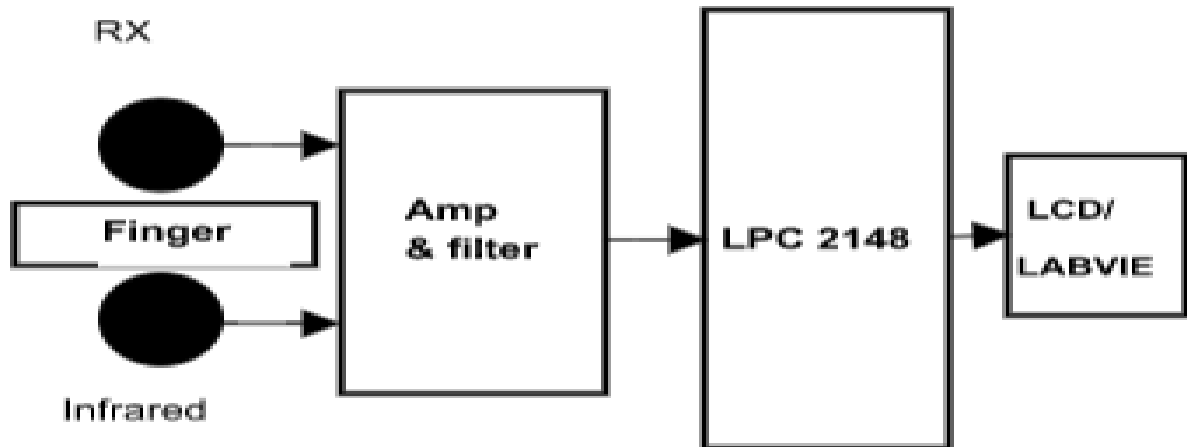 RX
Finger
Infrared
Amp
& filter
LPC 2148
LCD/
LABVIE